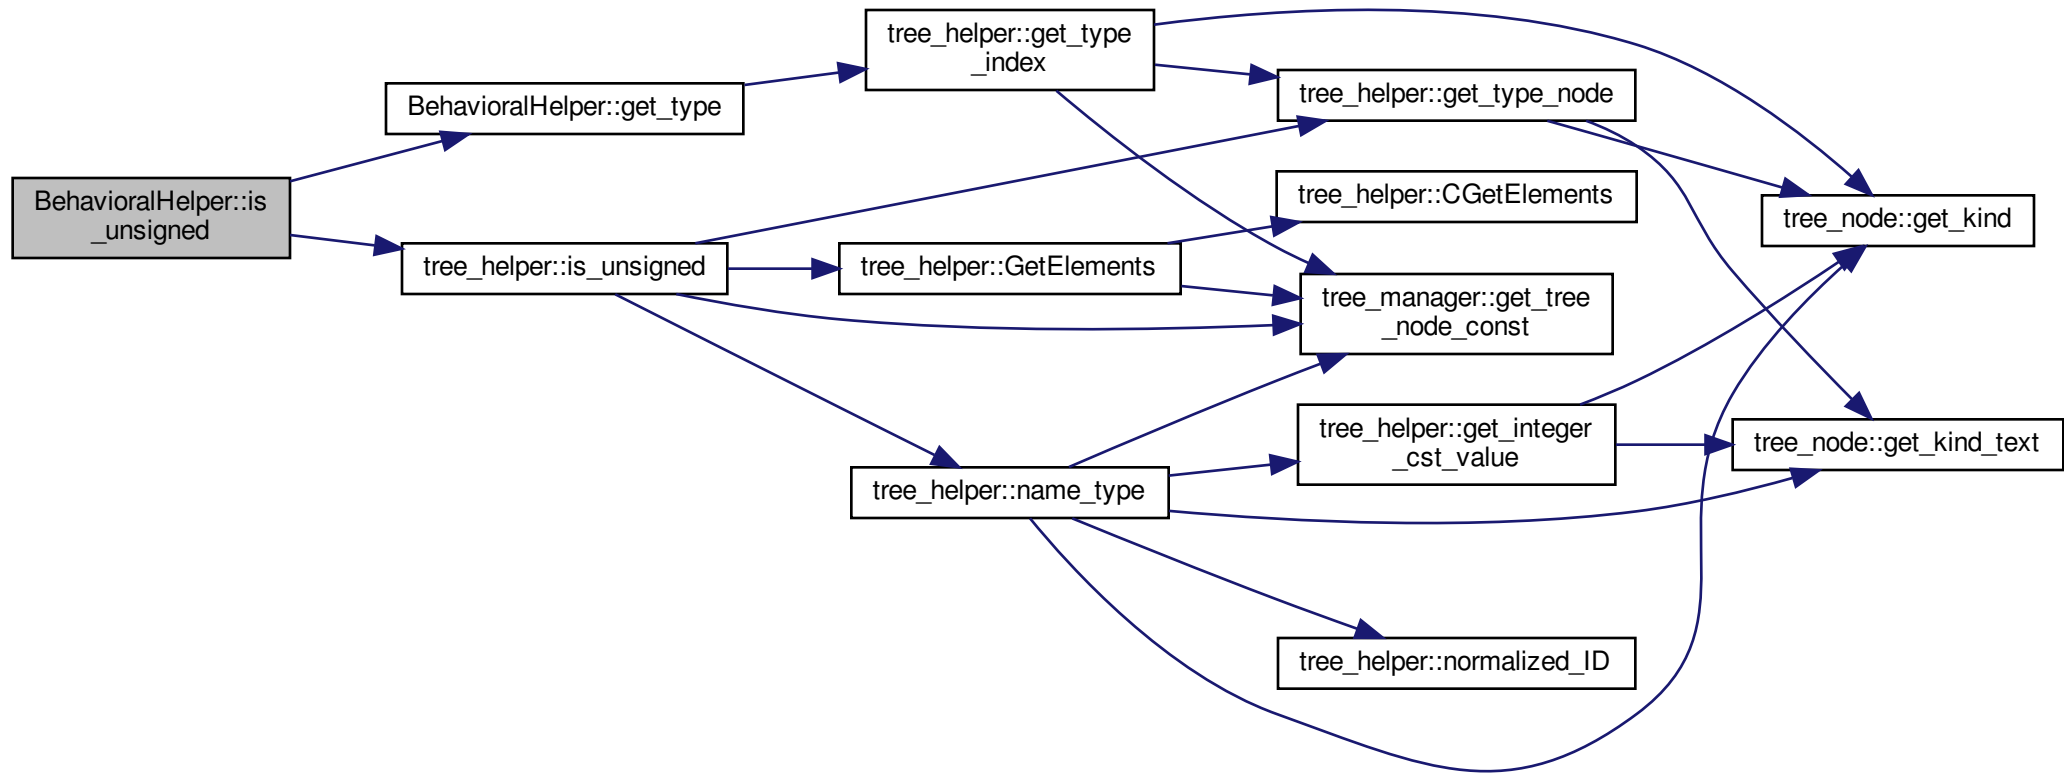 BehavioralHelper::is
_unsigned
BehavioralHelper::get_type
tree_helper::get_type
_index
tree_helper::get_type_node
tree_node::get_kind
tree_helper::is_unsigned
tree_helper::GetElements
tree_helper::CGetElements
tree_manager::get_tree
_node_const
tree_helper::name_type
tree_helper::get_integer
_cst_value
tree_node::get_kind_text
tree_helper::normalized_ID